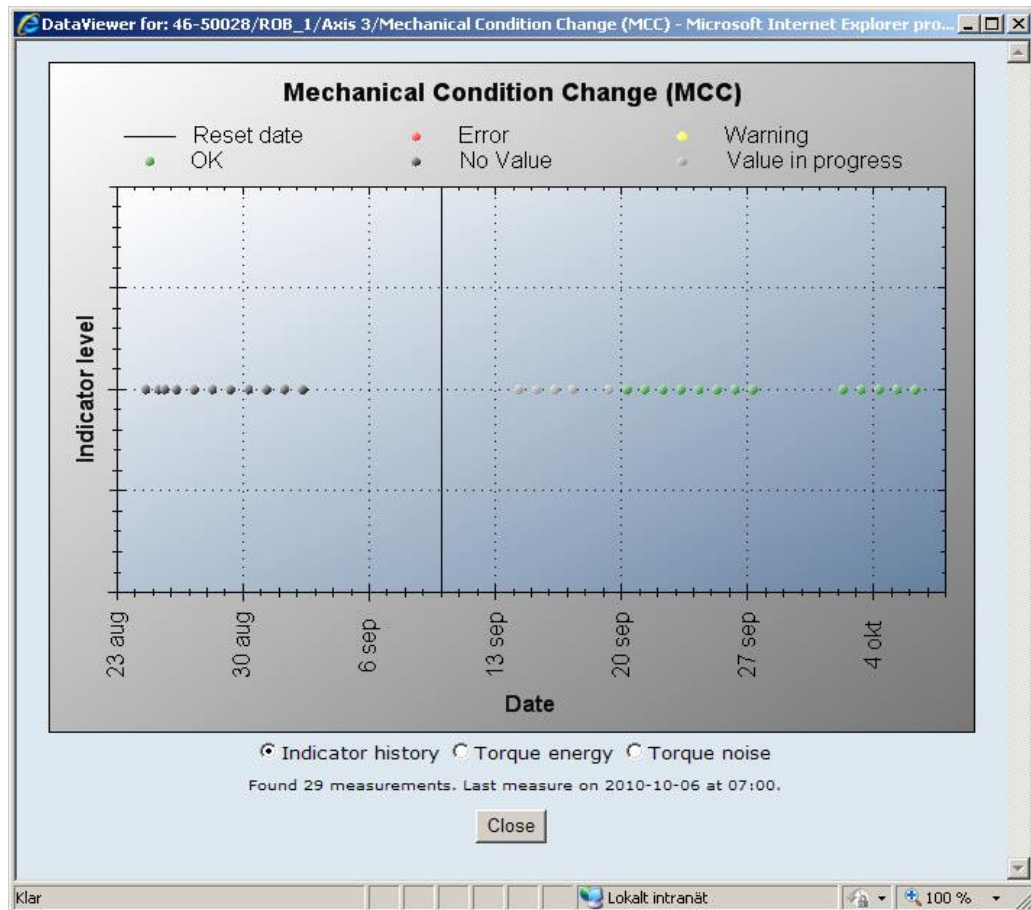 DataViewer for: 46-50028/ROB_1/Axis 3/Mechanical Condition Change (MCC) - Microsoft Internet Explorer pro...
Mechanical Condition Change (MCC)
Reset date Error Warning
OK No Value Value in progress
Indicator level
23 aug 30 aug 6 sep 13 sep 20 sep 27 sep 4 okt
Date
Indicator history Torque energy Torque noise
Found 29 measurements. Last measure on 2010-10-06 at 07:00.
Close
Klar Lokalt intranät 100 %